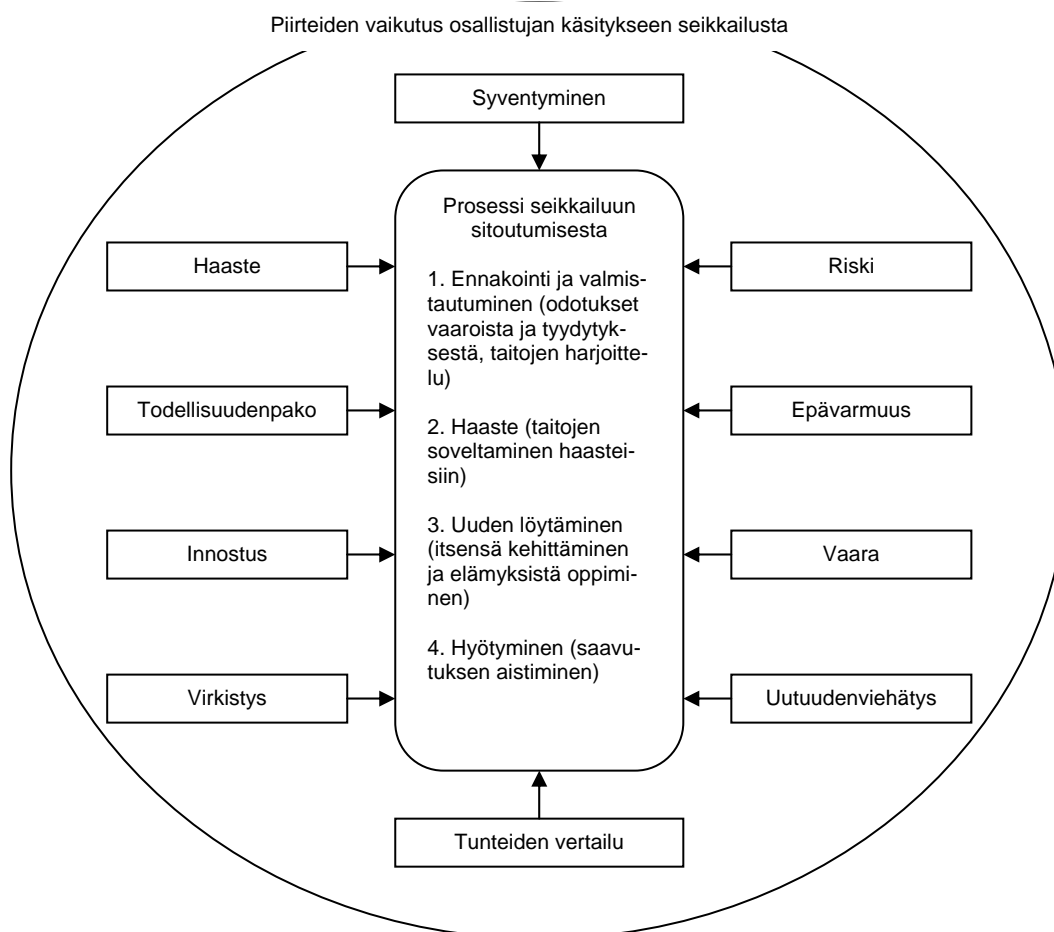 Piirteiden vaikutus osallistujan käsitykseen seikkailusta
Syventyminen
Prosessi seikkailuun
sitoutumisesta
1. Ennakointi ja valmis-
tautuminen (odotukset
vaaroista ja tyydytyk-
sestä, taitojen harjoitte-
lu)
2. Haaste (taitojen
soveltaminen haastei-
siin)
3. Uuden löytäminen
(itsensä kehittäminen
ja elämyksistä oppimi-
nen)
4. Hyötyminen (saavu-
tuksen aistiminen)
Haaste
Todellisuudenpako
Innostus
Virkistys
Riski
Epävarmuus
Vaara
Uutuudenviehätys
Tunteiden vertailu